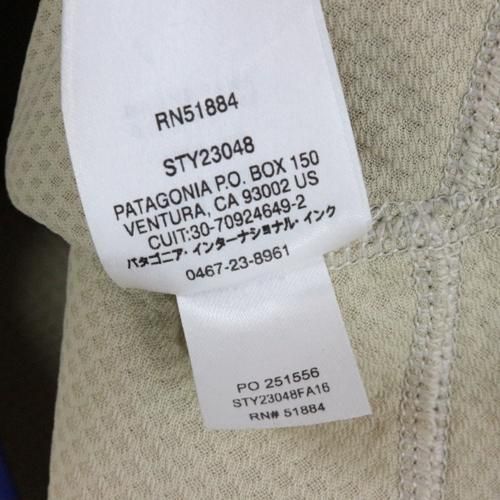 RN51884
STY23048
PATAGONIA P.O. BOX 150
VENTURA, CA 93002 US
CUIT:30-70924649-2
パタゴニア・インターナショナル・インク
0467-23-8961
PO 251556
STY23048FA16
RN# 51884